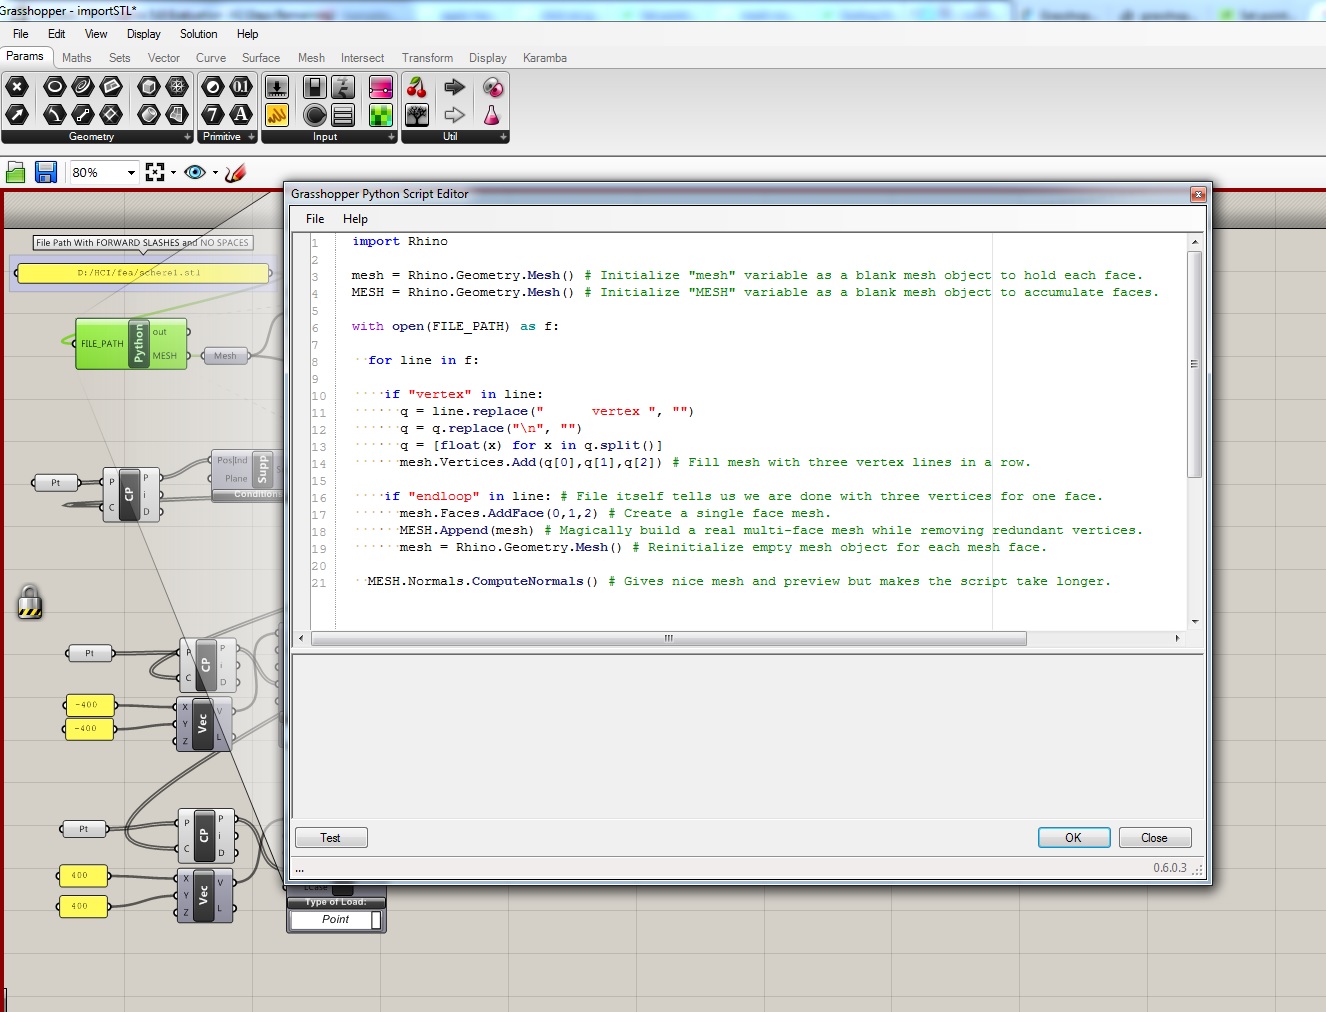 Grasshopper - importSTL*
File Edit View Display Solution Help
Params Maths Sets Vector Curve Surface Mesh Intersect Transform Display Karamba
Geometry Primitive Input Util
80%
Grasshopper Python Script Editor
File Help
File Path With FORWARD SLASHES and NO SPACES
D:/HCI/fea/scherel.stl
FILE_PATH Python out MESH
Mesh
1 import Rhino
2
3 mesh = Rhino.Geometry.Mesh() # Initialize "mesh" variable as a blank mesh object to hold each face.
4 MESH = Rhino.Geometry.Mesh() # Initialize "MESH" variable as a blank mesh object to accumulate faces.
5
6 with open(FILE_PATH) as f:
7
8   for line in f:
9
10     if "vertex" in line:
11       q = line.replace("      vertex ", "")
12       q = q.replace("\n", "")
13       q = [float(x) for x in q.split()]
14       mesh.Vertices.Add(q[0],q[1],q[2]) # Fill mesh with three vertex lines in a row.
15
16     if "endloop" in line: # File itself tells us we are done with three vertices for one face.
17       mesh.Faces.AddFace(0,1,2) # Create a single face mesh.
18       MESH.Append(mesh) # Magically build a real multi-face mesh while removing redundant vertices.
19       mesh = Rhino.Geometry.Mesh() # Reinitialize empty mesh object for each mesh face.
20
21   MESH.Normals.ComputeNormals() # Gives nice mesh and preview but makes the script take longer.
Pt P C CP P i D
Pos|Ind Plane Supp
Conditions
Pt P C CP P i D
-400
-400
X Y Z Vec V L
Pt P C CP P i D
400
400
X Y Z Vec V L
Test OK Close
... 0.6.0.3
LCase
Type of Load:
Point